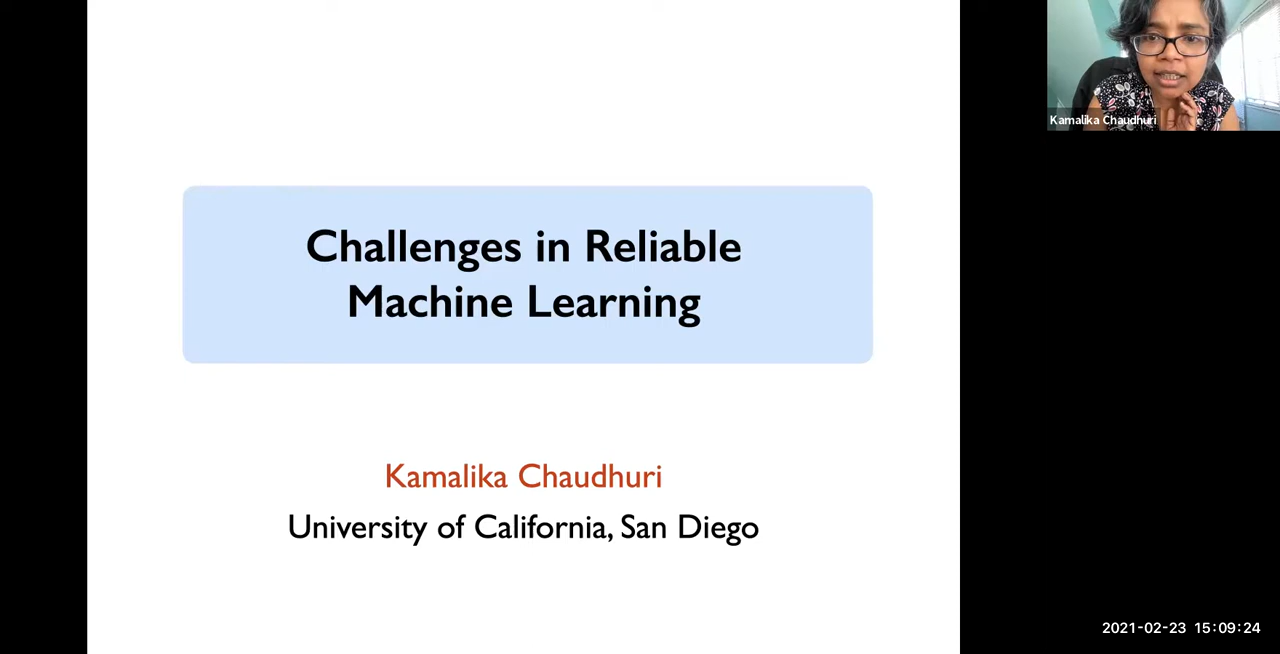 Challenges in Reliable
Machine Learning
Kamalika Chaudhuri
University of California, San Diego
Kamalika Chaudhuri
2021-02-23 15:09:24